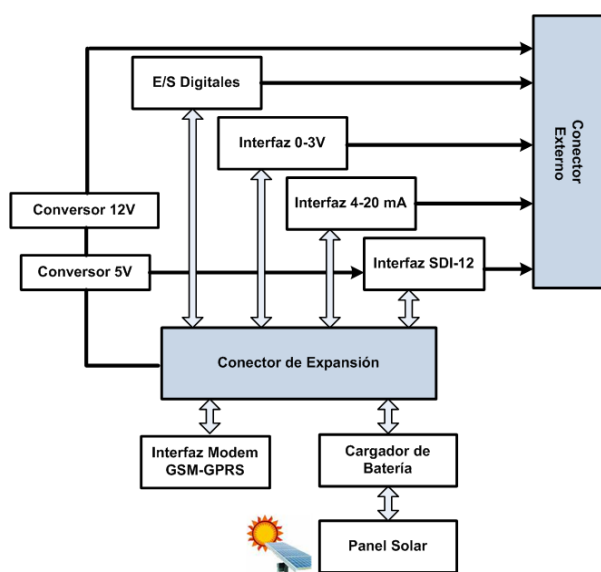 E/S Digitales
Interfaz 0-3V
Conector
Externo
Interfaz 4-20 mA
Conversor 12V
Conversor 5V
Interfaz SDI-12
Conector de Expansión
Interfaz Modem
GSM-GPRS
Cargador de
Batería
Panel Solar